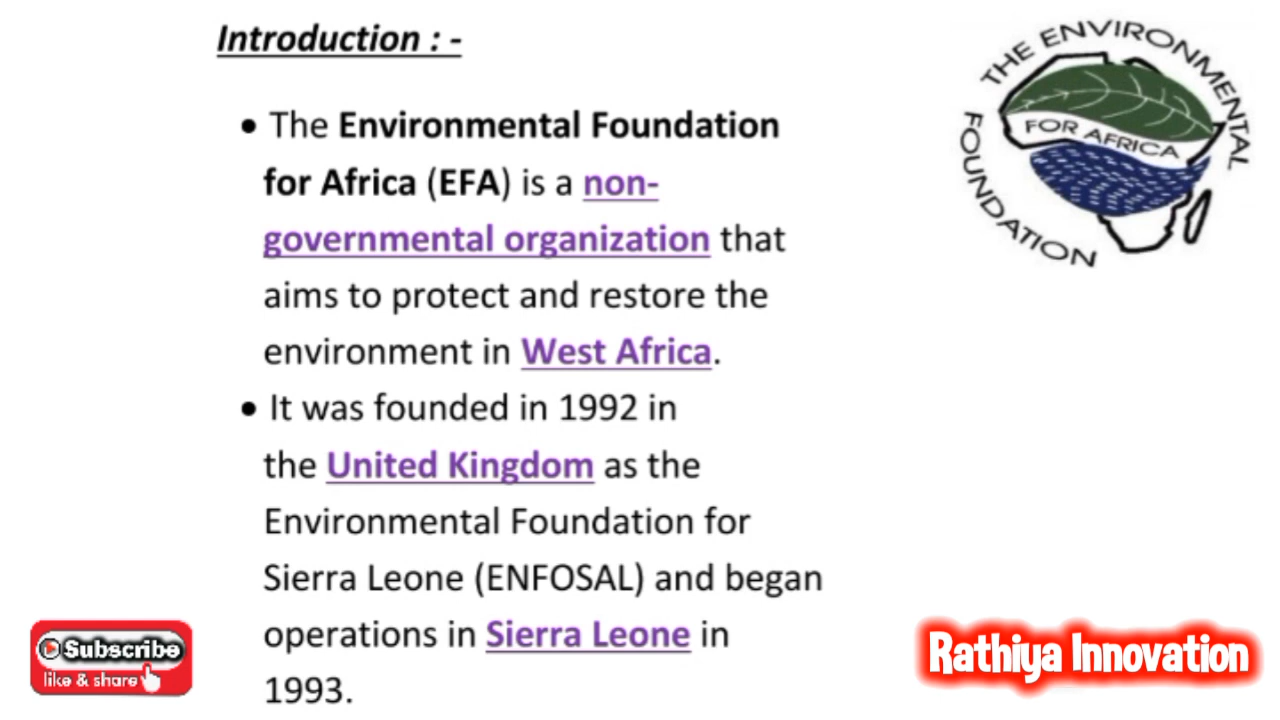 Introduction : -
• The Environmental Foundation
for Africa (EFA) is a non-
governmental organization that
aims to protect and restore the
environment in West Africa.
• It was founded in 1992 in
the United Kingdom as the
Environmental Foundation for
Sierra Leone (ENFOSAL) and began
operations in Sierra Leone in
1993.
THE ENVIRONMENTAL
FOUNDATION
FOR AFRICA
Subscribe
like & share
Rathiya Innovation